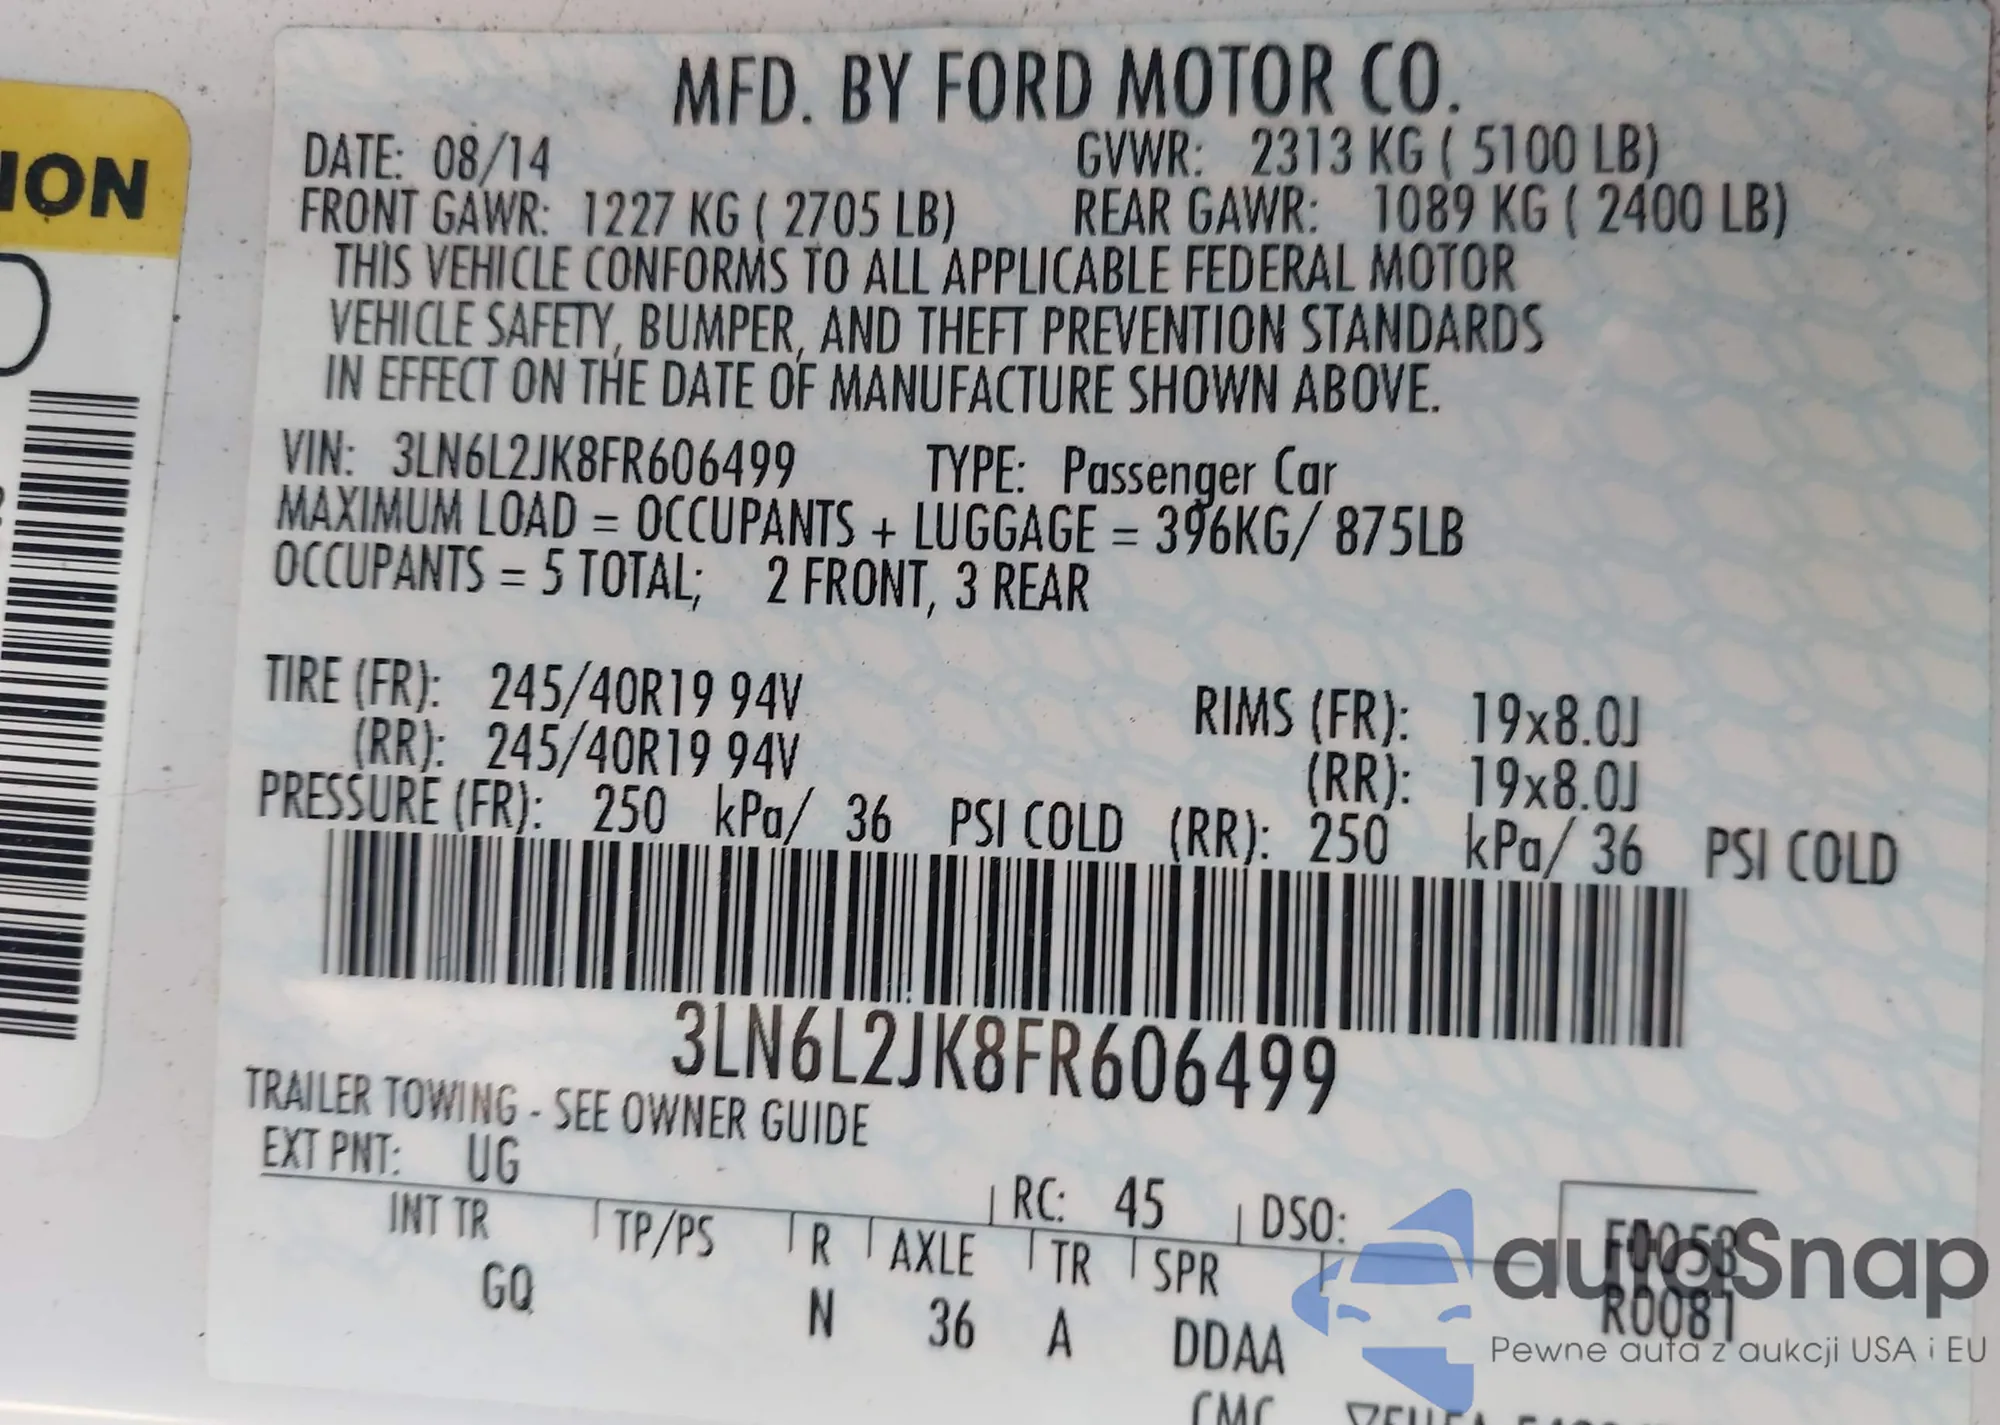 MFD. BY FORD MOTOR CO.
DATE: 08/14 GVWR: 2313 KG ( 5100 LB)
FRONT GAWR: 1227 KG ( 2705 LB) REAR GAWR: 1089 KG ( 2400 LB)
THIS VEHICLE CONFORMS TO ALL APPLICABLE FEDERAL MOTOR
VEHICLE SAFETY, BUMPER, AND THEFT PREVENTION STANDARDS
IN EFFECT ON THE DATE OF MANUFACTURE SHOWN ABOVE.
VIN: 3LN6L2JK8FR606499 TYPE: Passenger Car
MAXIMUM LOAD = OCCUPANTS + LUGGAGE = 396KG/ 875LB
OCCUPANTS = 5 TOTAL; 2 FRONT, 3 REAR
TIRE (FR): 245/40R19 94V RIMS (FR): 19x8.0J
(RR): 245/40R19 94V (RR): 19x8.0J
PRESSURE (FR): 250 kPa/ 36 PSI COLD (RR): 250 kPa/ 36 PSI COLD
3LN6L2JK8FR606499
TRAILER TOWING - SEE OWNER GUIDE
EXT PNT: UG RC: 45 DSO:
INT TR TP/PS R AXLE TR SPR F0053
GQ N 36 A DDAA R0081
autoSnap
Pewne auta z aukcji USA i EU